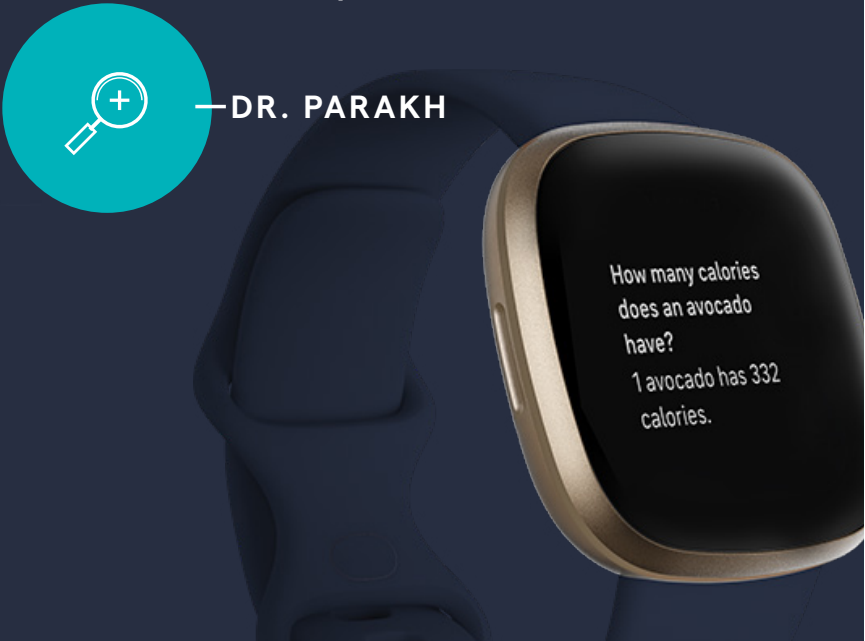 —DR. PARAKH
How many calories
does an avocado
have?
1 avocado has 332
calories.